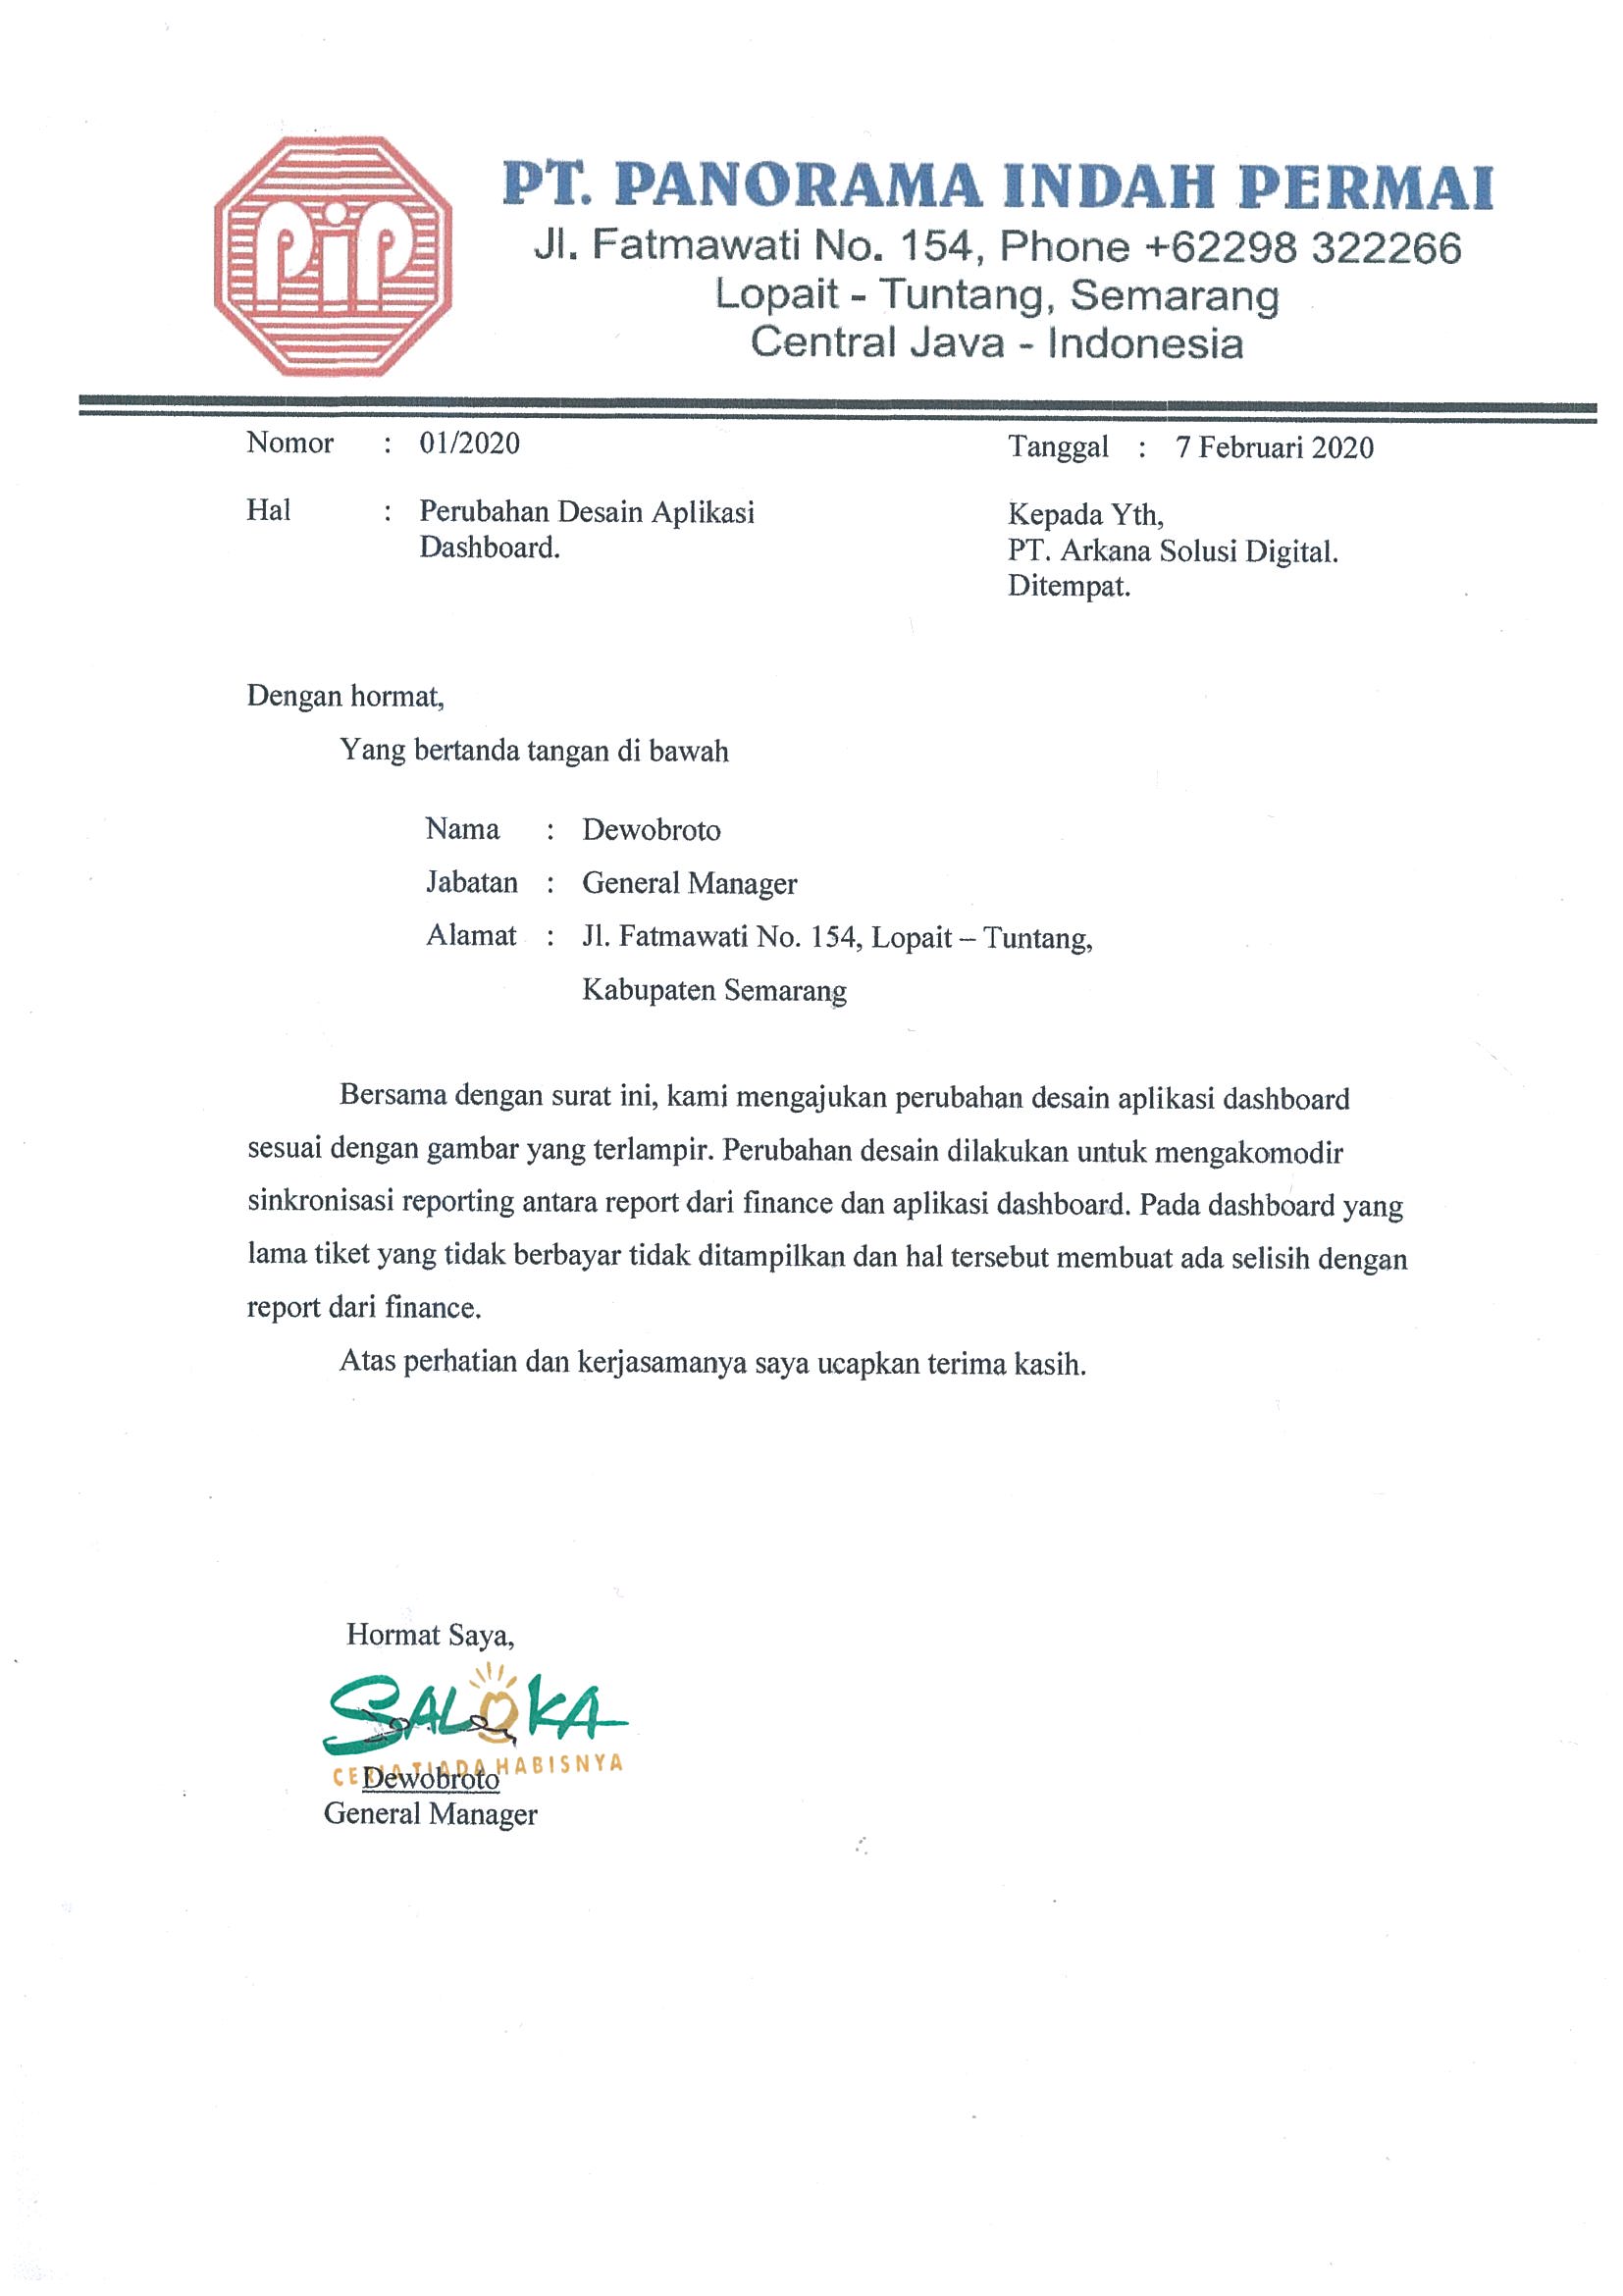 PiP
PT. PANORAMA INDAH PERMAI
Jl. Fatmawati No. 154, Phone +62298 322266
Lopait - Tuntang, Semarang
Central Java - Indonesia
Nomor : 01/2020
Tanggal : 7 Februari 2020
Hal : Perubahan Desain Aplikasi
Dashboard.
Kepada Yth,
PT. Arkana Solusi Digital.
Ditempat.
Dengan hormat,
Yang bertanda tangan di bawah
Nama : Dewobroto
Jabatan : General Manager
Alamat : Jl. Fatmawati No. 154, Lopait – Tuntang,
Kabupaten Semarang
Bersama dengan surat ini, kami mengajukan perubahan desain aplikasi dashboard
sesuai dengan gambar yang terlampir. Perubahan desain dilakukan untuk mengakomodir
sinkronisasi reporting antara report dari finance dan aplikasi dashboard. Pada dashboard yang
lama tiket yang tidak berbayar tidak ditampilkan dan hal tersebut membuat ada selisih dengan
report dari finance.
Atas perhatian dan kerjasamanya saya ucapkan terima kasih.
Hormat Saya,
SALOKA
CERIA TIADA HABISNYA
Dewobroto
General Manager